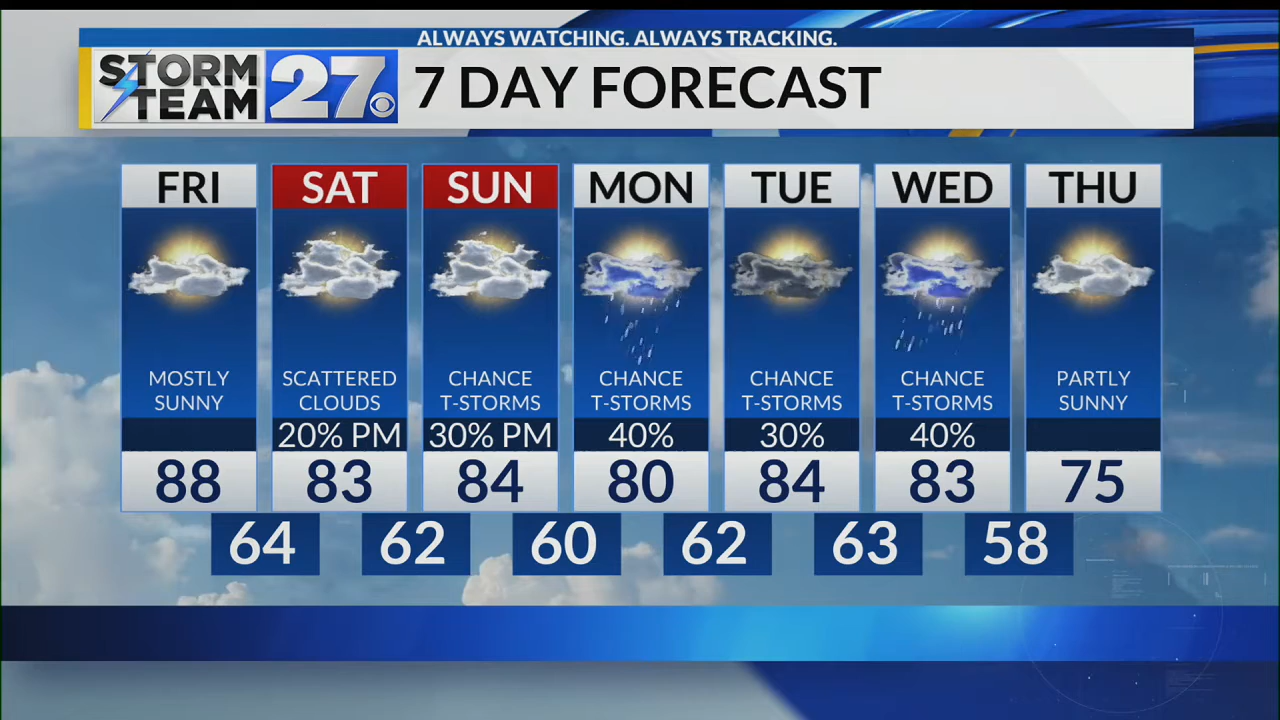 ALWAYS WATCHING. ALWAYS TRACKING.
STORM
TEAM
27
7 DAY FORECAST
FRI SAT SUN MON TUE WED THU
MOSTLY SCATTERED CHANCE CHANCE CHANCE CHANCE PARTLY
SUNNY CLOUDS T-STORMS T-STORMS T-STORMS T-STORMS SUNNY
20% PM 30% PM 40% 30% 40%
88 83 84 80 84 83 75
64 62 60 62 63 58